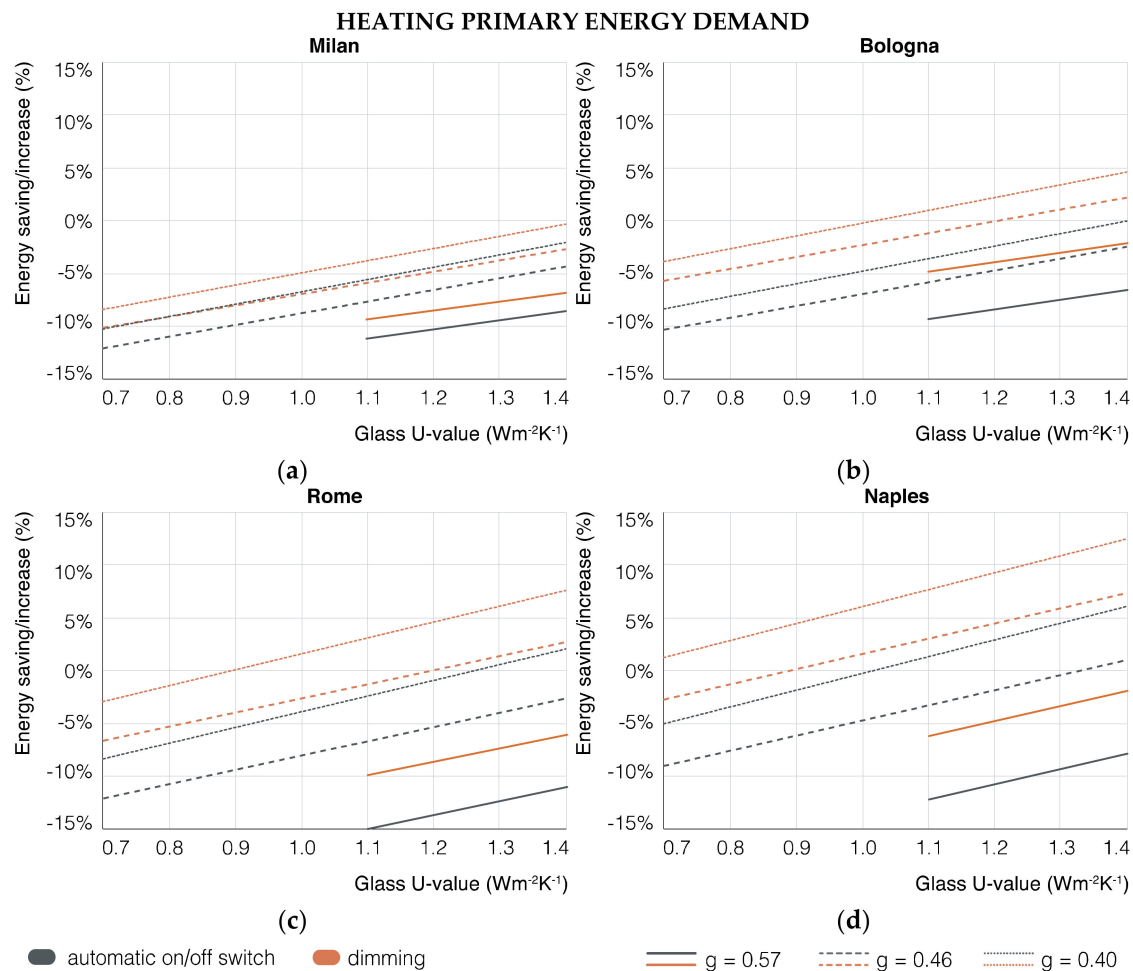 HEATING PRIMARY ENERGY DEMAND
Milan
Energy saving/increase (%)
15%
10%
5%
0%
-5%
-10%
-15%
0.7 0.8 0.9 1.0 1.1 1.2 1.3 1.4
Glass U-value (Wm⁻²K⁻¹)
(a)
Bologna
Energy saving/increase (%)
15%
10%
5%
0%
-5%
-10%
-15%
0.7 0.8 0.9 1.0 1.1 1.2 1.3 1.4
Glass U-value (Wm⁻²K⁻¹)
(b)
Rome
Energy saving/increase (%)
15%
10%
5%
0%
-5%
-10%
-15%
0.7 0.8 0.9 1.0 1.1 1.2 1.3 1.4
Glass U-value (Wm⁻²K⁻¹)
(c)
Naples
Energy saving/increase (%)
15%
10%
5%
0%
-5%
-10%
-15%
0.7 0.8 0.9 1.0 1.1 1.2 1.3 1.4
Glass U-value (Wm⁻²K⁻¹)
(d)
automatic on/off switch dimming g = 0.57 g = 0.46 g = 0.40